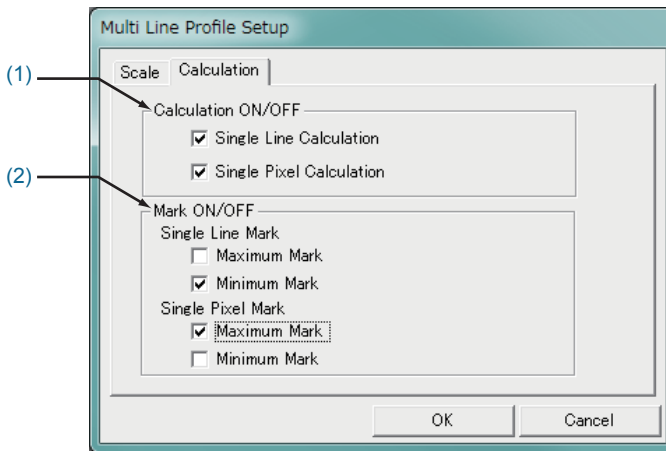 Multi Line Profile Setup
Scale Calculation
(1)
Calculation ON/OFF
Single Line Calculation
Single Pixel Calculation
(2)
Mark ON/OFF
Single Line Mark
Maximum Mark
Minimum Mark
Single Pixel Mark
Maximum Mark
Minimum Mark
OK Cancel